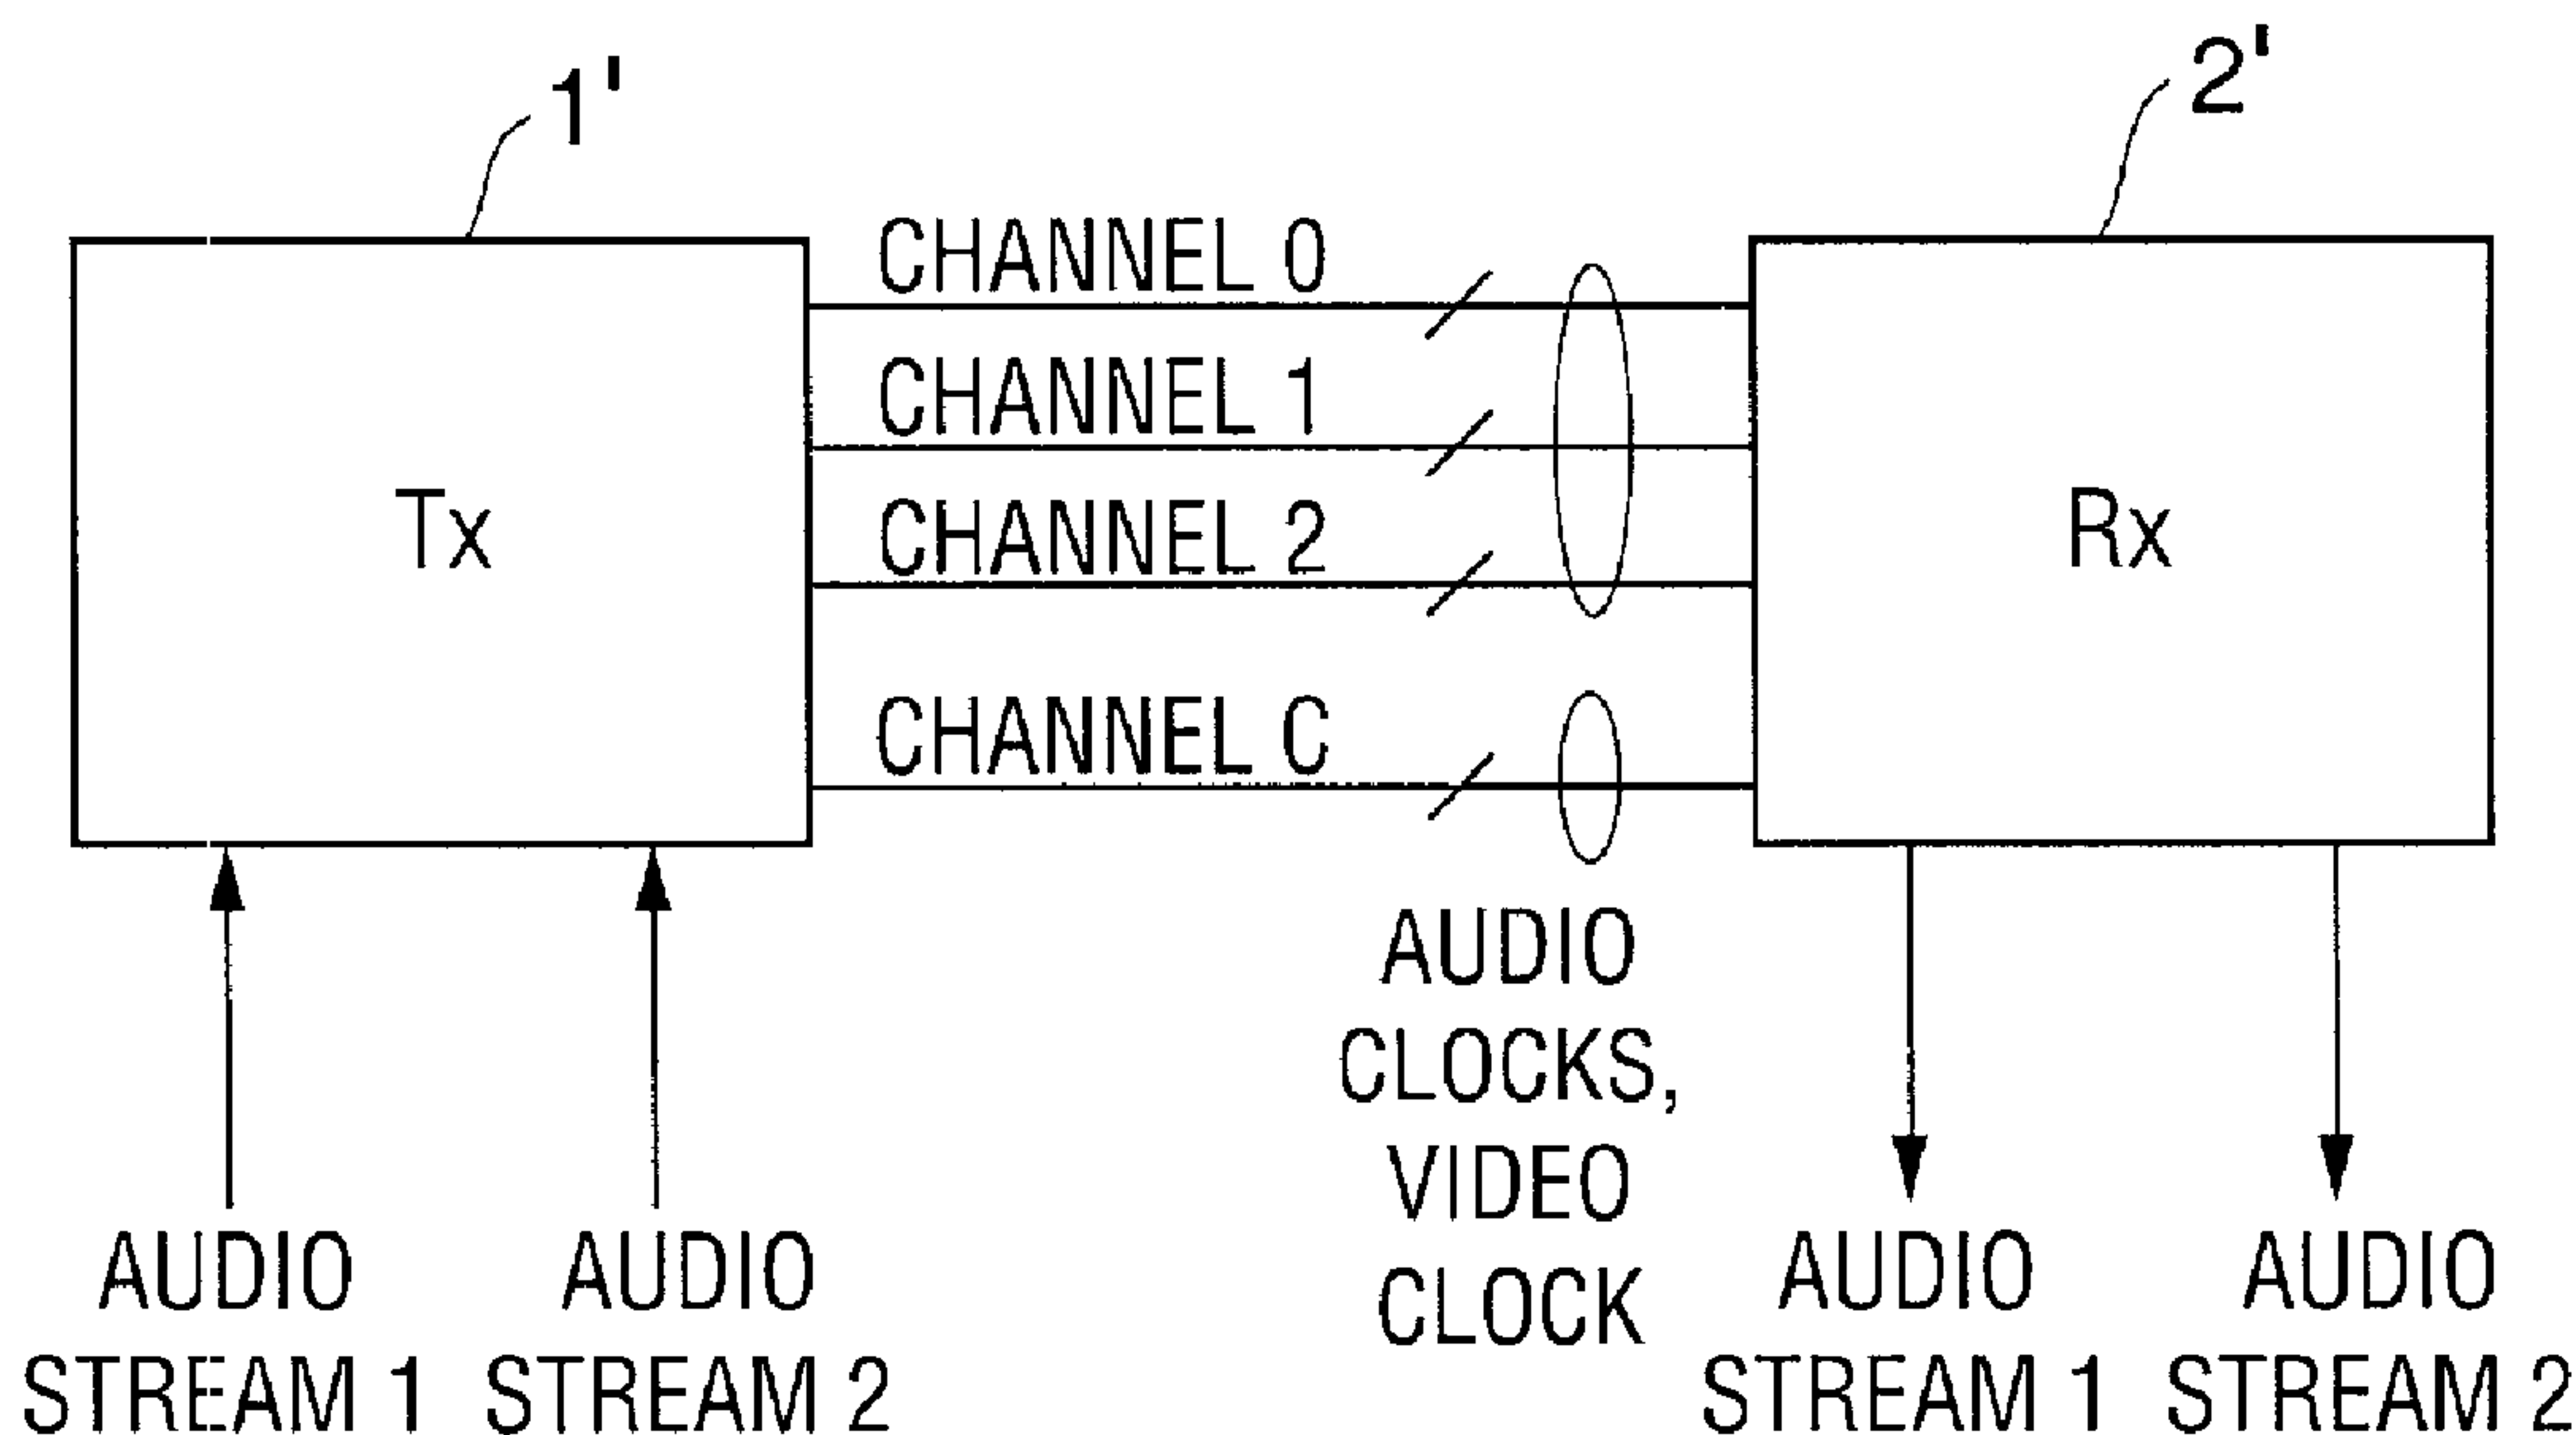 1'
2'
CHANNEL 0
CHANNEL 1
CHANNEL 2
CHANNEL C
Tx
Rx
AUDIO
CLOCKS,
VIDEO
CLOCK
AUDIO
STREAM 1
AUDIO
STREAM 2
AUDIO
STREAM 1
AUDIO
STREAM 2